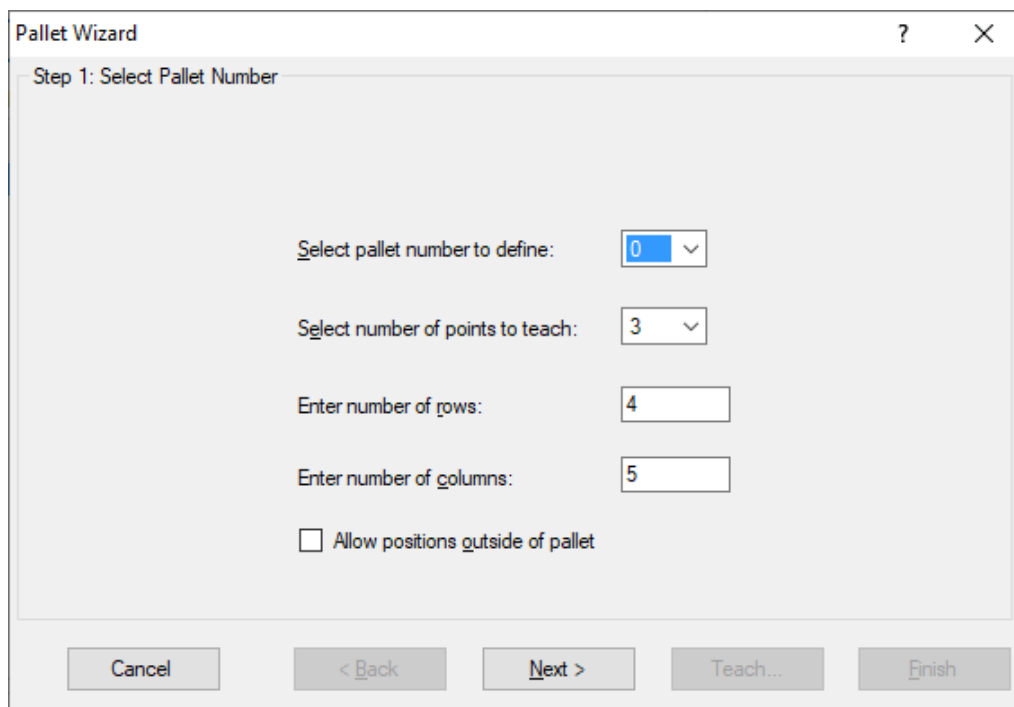 Pallet Wizard ?
Step 1: Select Pallet Number
Select pallet number to define: 0
Select number of points to teach: 3
Enter number of rows: 4
Enter number of columns: 5
Allow positions outside of pallet
Cancel < Back Next > Teach... Finish